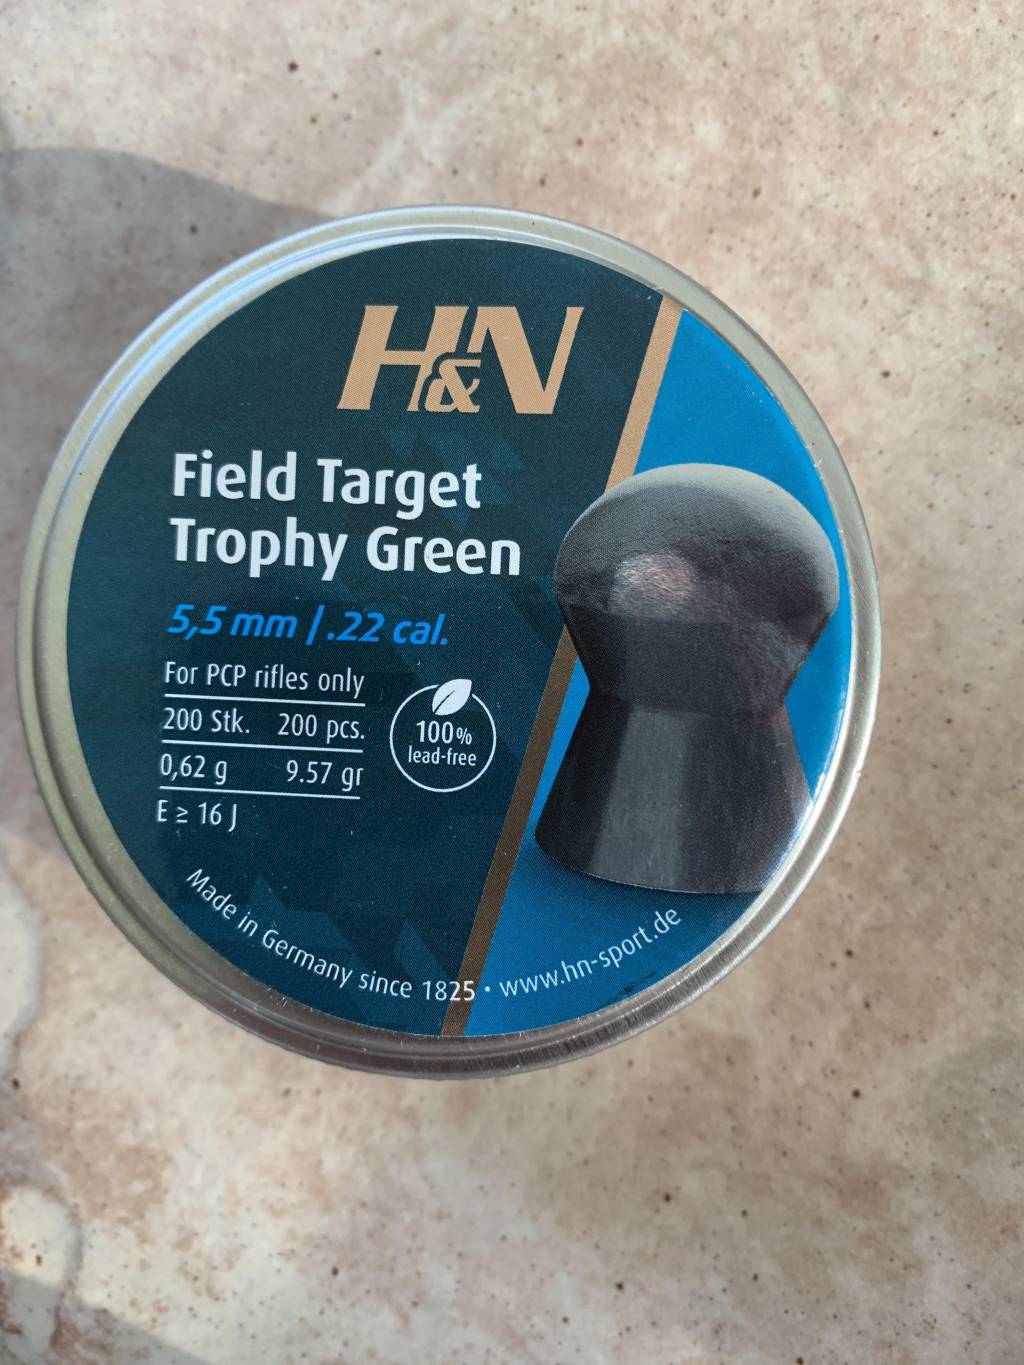 H&N
Field Target
Trophy Green
5,5 mm | .22 cal.
For PCP rifles only
200 Stk. 200 pcs.
0,62 g 9.57 gr
E ≥ 16 J
100%
lead-free
Made in Germany since 1825 · www.hn-sport.de